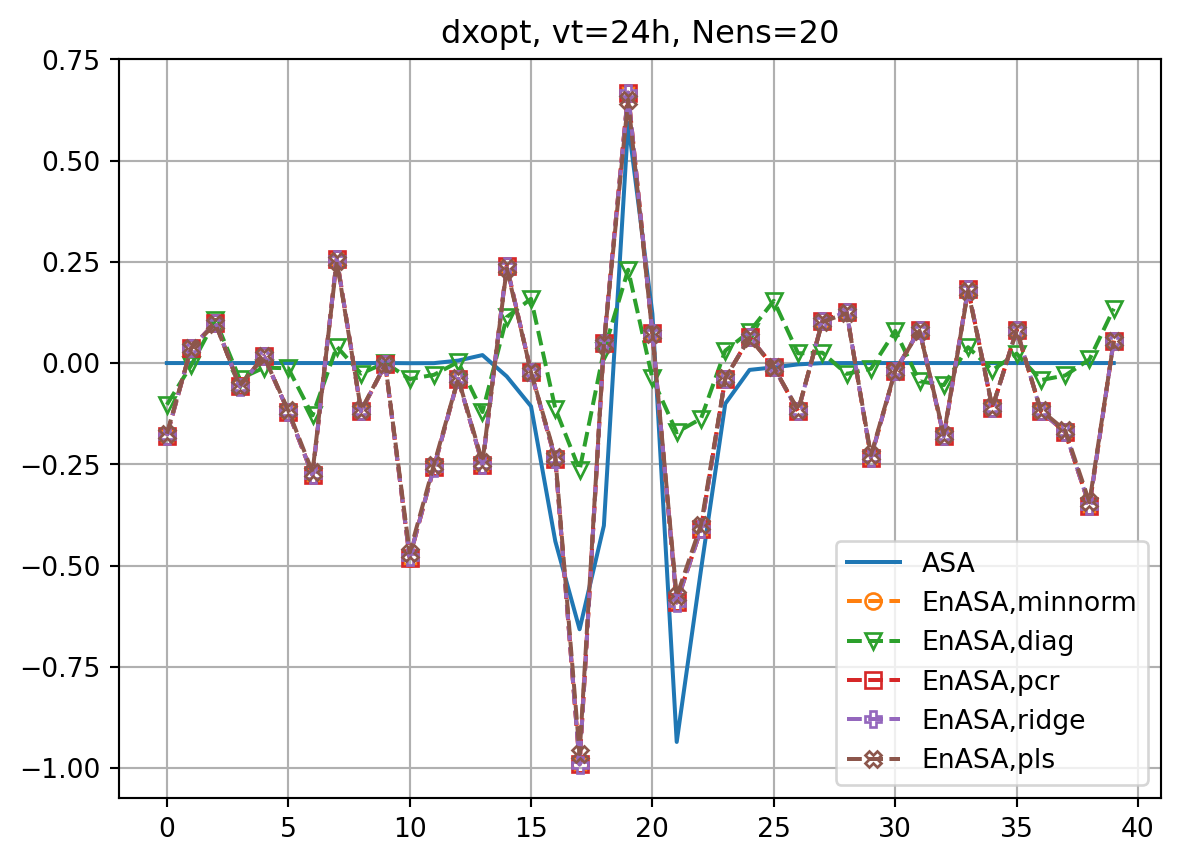 dxopt, vt=24h, Nens=20
0.75
0.50
0.25
0.00
−0.25
−0.50
−0.75
−1.00
0 5 10 15 20 25 30 35 40
ASA
EnASA,minnorm
EnASA,diag
EnASA,pcr
EnASA,ridge
EnASA,pls